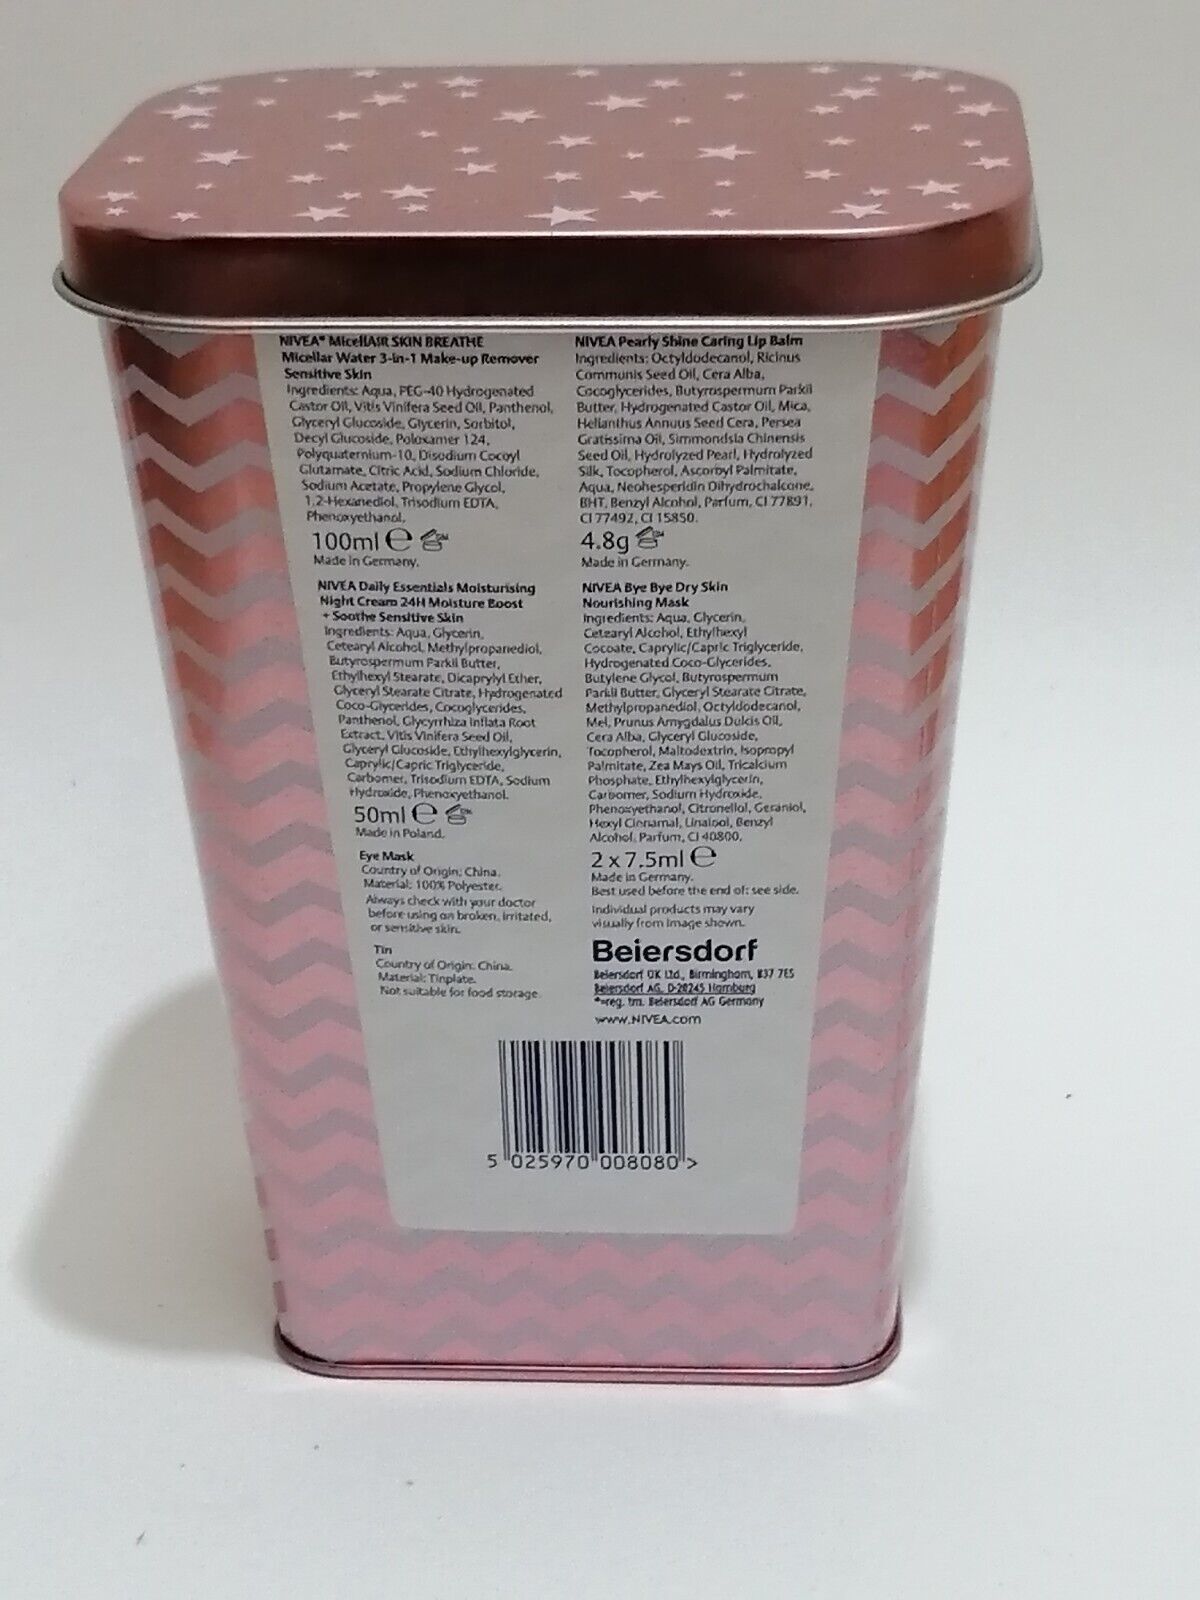 NIVEA® MicellAIR SKIN BREATHE
Micellar Water 3-in-1 Make-up Remover
Sensitive Skin
Ingredients: Aqua, PEG-40 Hydrogenated
Castor Oil, Vitis Vinifera Seed Oil, Panthenol,
Glyceryl Glucoside, Glycerin, Sorbitol,
Decyl Glucoside, Poloxamer 124,
Polyquaternium-10, Disodium Cocoyl
Glutamate, Citric Acid, Sodium Chloride,
Sodium Acetate, Propylene Glycol,
1,2-Hexanediol, Trisodium EDTA,
Phenoxyethanol.
100ml ℮
Made in Germany.
NIVEA Daily Essentials Moisturising
Night Cream 24H Moisture Boost
+ Soothe Sensitive Skin
Ingredients: Aqua, Glycerin,
Cetearyl Alcohol, Methylpropanediol,
Butyrospermum Parkii Butter,
Ethylhexyl Stearate, Dicaprylyl Ether,
Glyceryl Stearate Citrate, Hydrogenated
Coco-Glycerides, Cocoglycerides,
Panthenol, Glycyrrhiza Inflata Root
Extract, Vitis Vinifera Seed Oil,
Glyceryl Glucoside, Ethylhexylglycerin,
Caprylic/Capric Triglyceride,
Carbomer, Trisodium EDTA, Sodium
Hydroxide, Phenoxyethanol.
50ml ℮
Made in Poland.
Eye Mask
Country of Origin: China.
Material: 100% Polyester.
Always check with your doctor
before using on broken, irritated,
or sensitive skin.
Tin
Country of Origin: China.
Material: Tinplate.
Not suitable for food storage.
NIVEA Pearly Shine Caring Lip Balm
Ingredients: Octyldodecanol, Ricinus
Communis Seed Oil, Cera Alba,
Cocoglycerides, Butyrospermum Parkii
Butter, Hydrogenated Castor Oil, Mica,
Helianthus Annuus Seed Cera, Persea
Gratissima Oil, Simmondsia Chinensis
Seed Oil, Hydrolyzed Pearl, Hydrolyzed
Silk, Tocopherol, Ascorbyl Palmitate,
Aqua, Neohesperidin Dihydrochalcone,
BHT, Benzyl Alcohol, Parfum, CI 77891,
CI 77492, CI 15850.
4.8g
Made in Germany.
NIVEA Bye Bye Dry Skin
Nourishing Mask
Ingredients: Aqua, Glycerin,
Cetearyl Alcohol, Ethylhexyl
Cocoate, Caprylic/Capric Triglyceride,
Hydrogenated Coco-Glycerides,
Butylene Glycol, Butyrospermum
Parkii Butter, Glyceryl Stearate Citrate,
Methylpropanediol, Octyldodecanol,
Mel, Prunus Amygdalus Dulcis Oil,
Cera Alba, Glyceryl Glucoside,
Tocopherol, Maltodextrin, Isopropyl
Palmitate, Zea Mays Oil, Tricalcium
Phosphate, Ethylhexylglycerin,
Carbomer, Sodium Hydroxide,
Phenoxyethanol, Citronellol, Geraniol,
Hexyl Cinnamal, Linalool, Benzyl
Alcohol, Parfum, CI 40800.
2 x 7.5ml ℮
Made in Germany.
Best used before the end of: see side.
Individual products may vary
visually from image shown.
Beiersdorf
Beiersdorf UK Ltd., Birmingham, B37 7ES
Beiersdorf AG, D-20245 Hamburg
®=reg. tm. Beiersdorf AG Germany
www.NIVEA.com
5 025970 008080 >